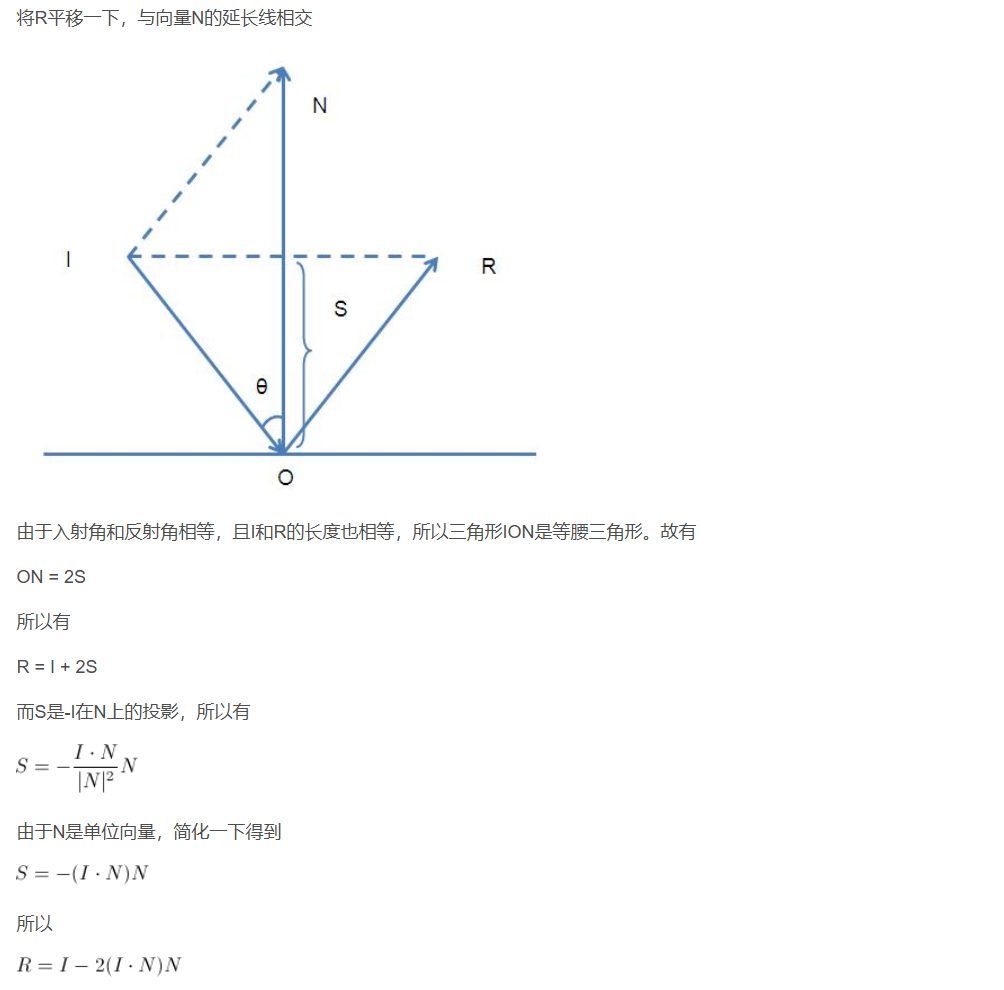 将R平移一下，与向量N的延长线相交
N
I
R
S
θ
O
由于入射角和反射角相等，且I和R的长度也相等，所以三角形ION是等腰三角形。故有
ON = 2S
所以有
R = I + 2S
而S是-I在N上的投影，所以有
$S = -\frac{I \cdot N}{|N|^2} N$
由于N是单位向量，简化一下得到
$S = -(I \cdot N)N$
所以
$R = I - 2(I \cdot N)N$